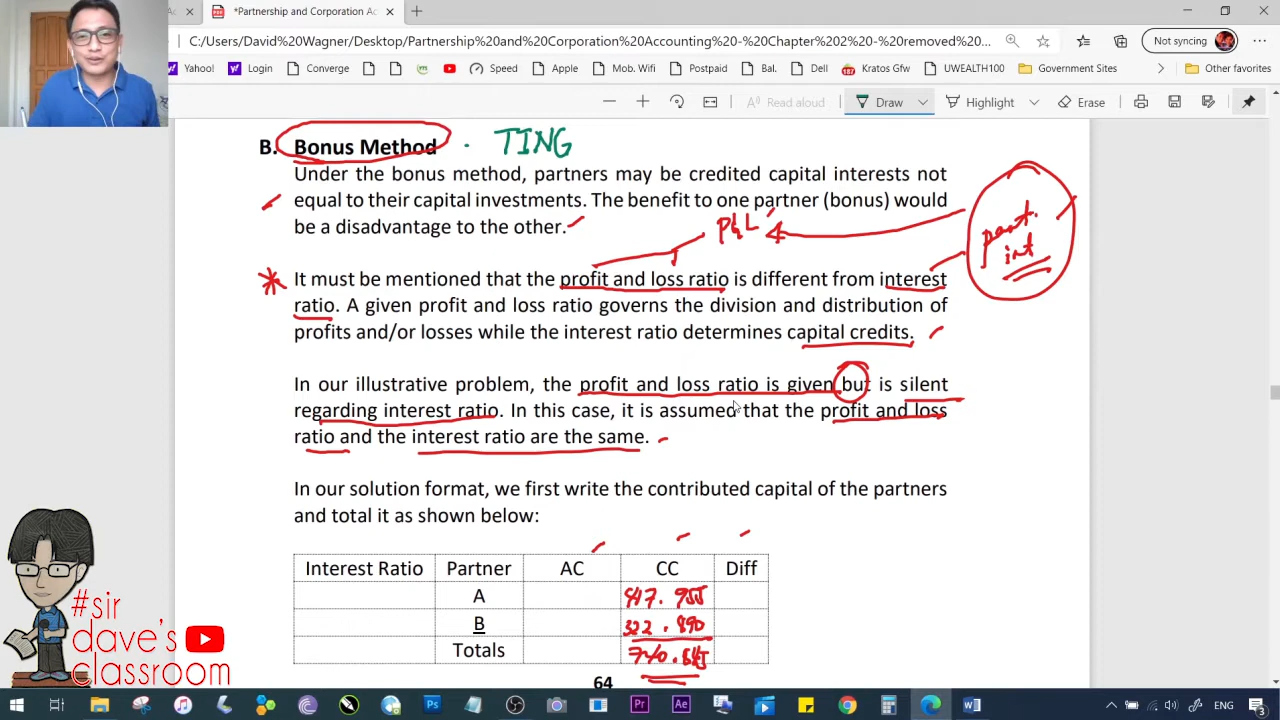 *Partnership and Corporation Ac
C:/Users/David%20Wagner/Desktop/Partnership%20and%20Corporation%20Accounting%20-%20Chapter%202%20-%20removed%20...
Not syncing
Yahoo!
Login
Converge
Speed
Apple
Mob. Wifi
Postpaid
Bal.
Dell
Kratos Gfw
UWEALTH100
Government Sites
Other favorites
Read aloud
Draw
Highlight
Erase
B. Bonus Method . TING
Under the bonus method, partners may be credited capital interests not
equal to their capital investments. The benefit to one partner (bonus) would
be a disadvantage to the other.
P&L
part.
int
It must be mentioned that the profit and loss ratio is different from interest
ratio. A given profit and loss ratio governs the division and distribution of
profits and/or losses while the interest ratio determines capital credits.
In our illustrative problem, the profit and loss ratio is given but is silent
regarding interest ratio. In this case, it is assumed that the profit and loss
ratio and the interest ratio are the same.
In our solution format, we first write the contributed capital of the partners
and total it as shown below:
Interest Ratio Partner AC CC Diff
A
B 322.890
Totals
64
#sir
dave's
classroom
ENG